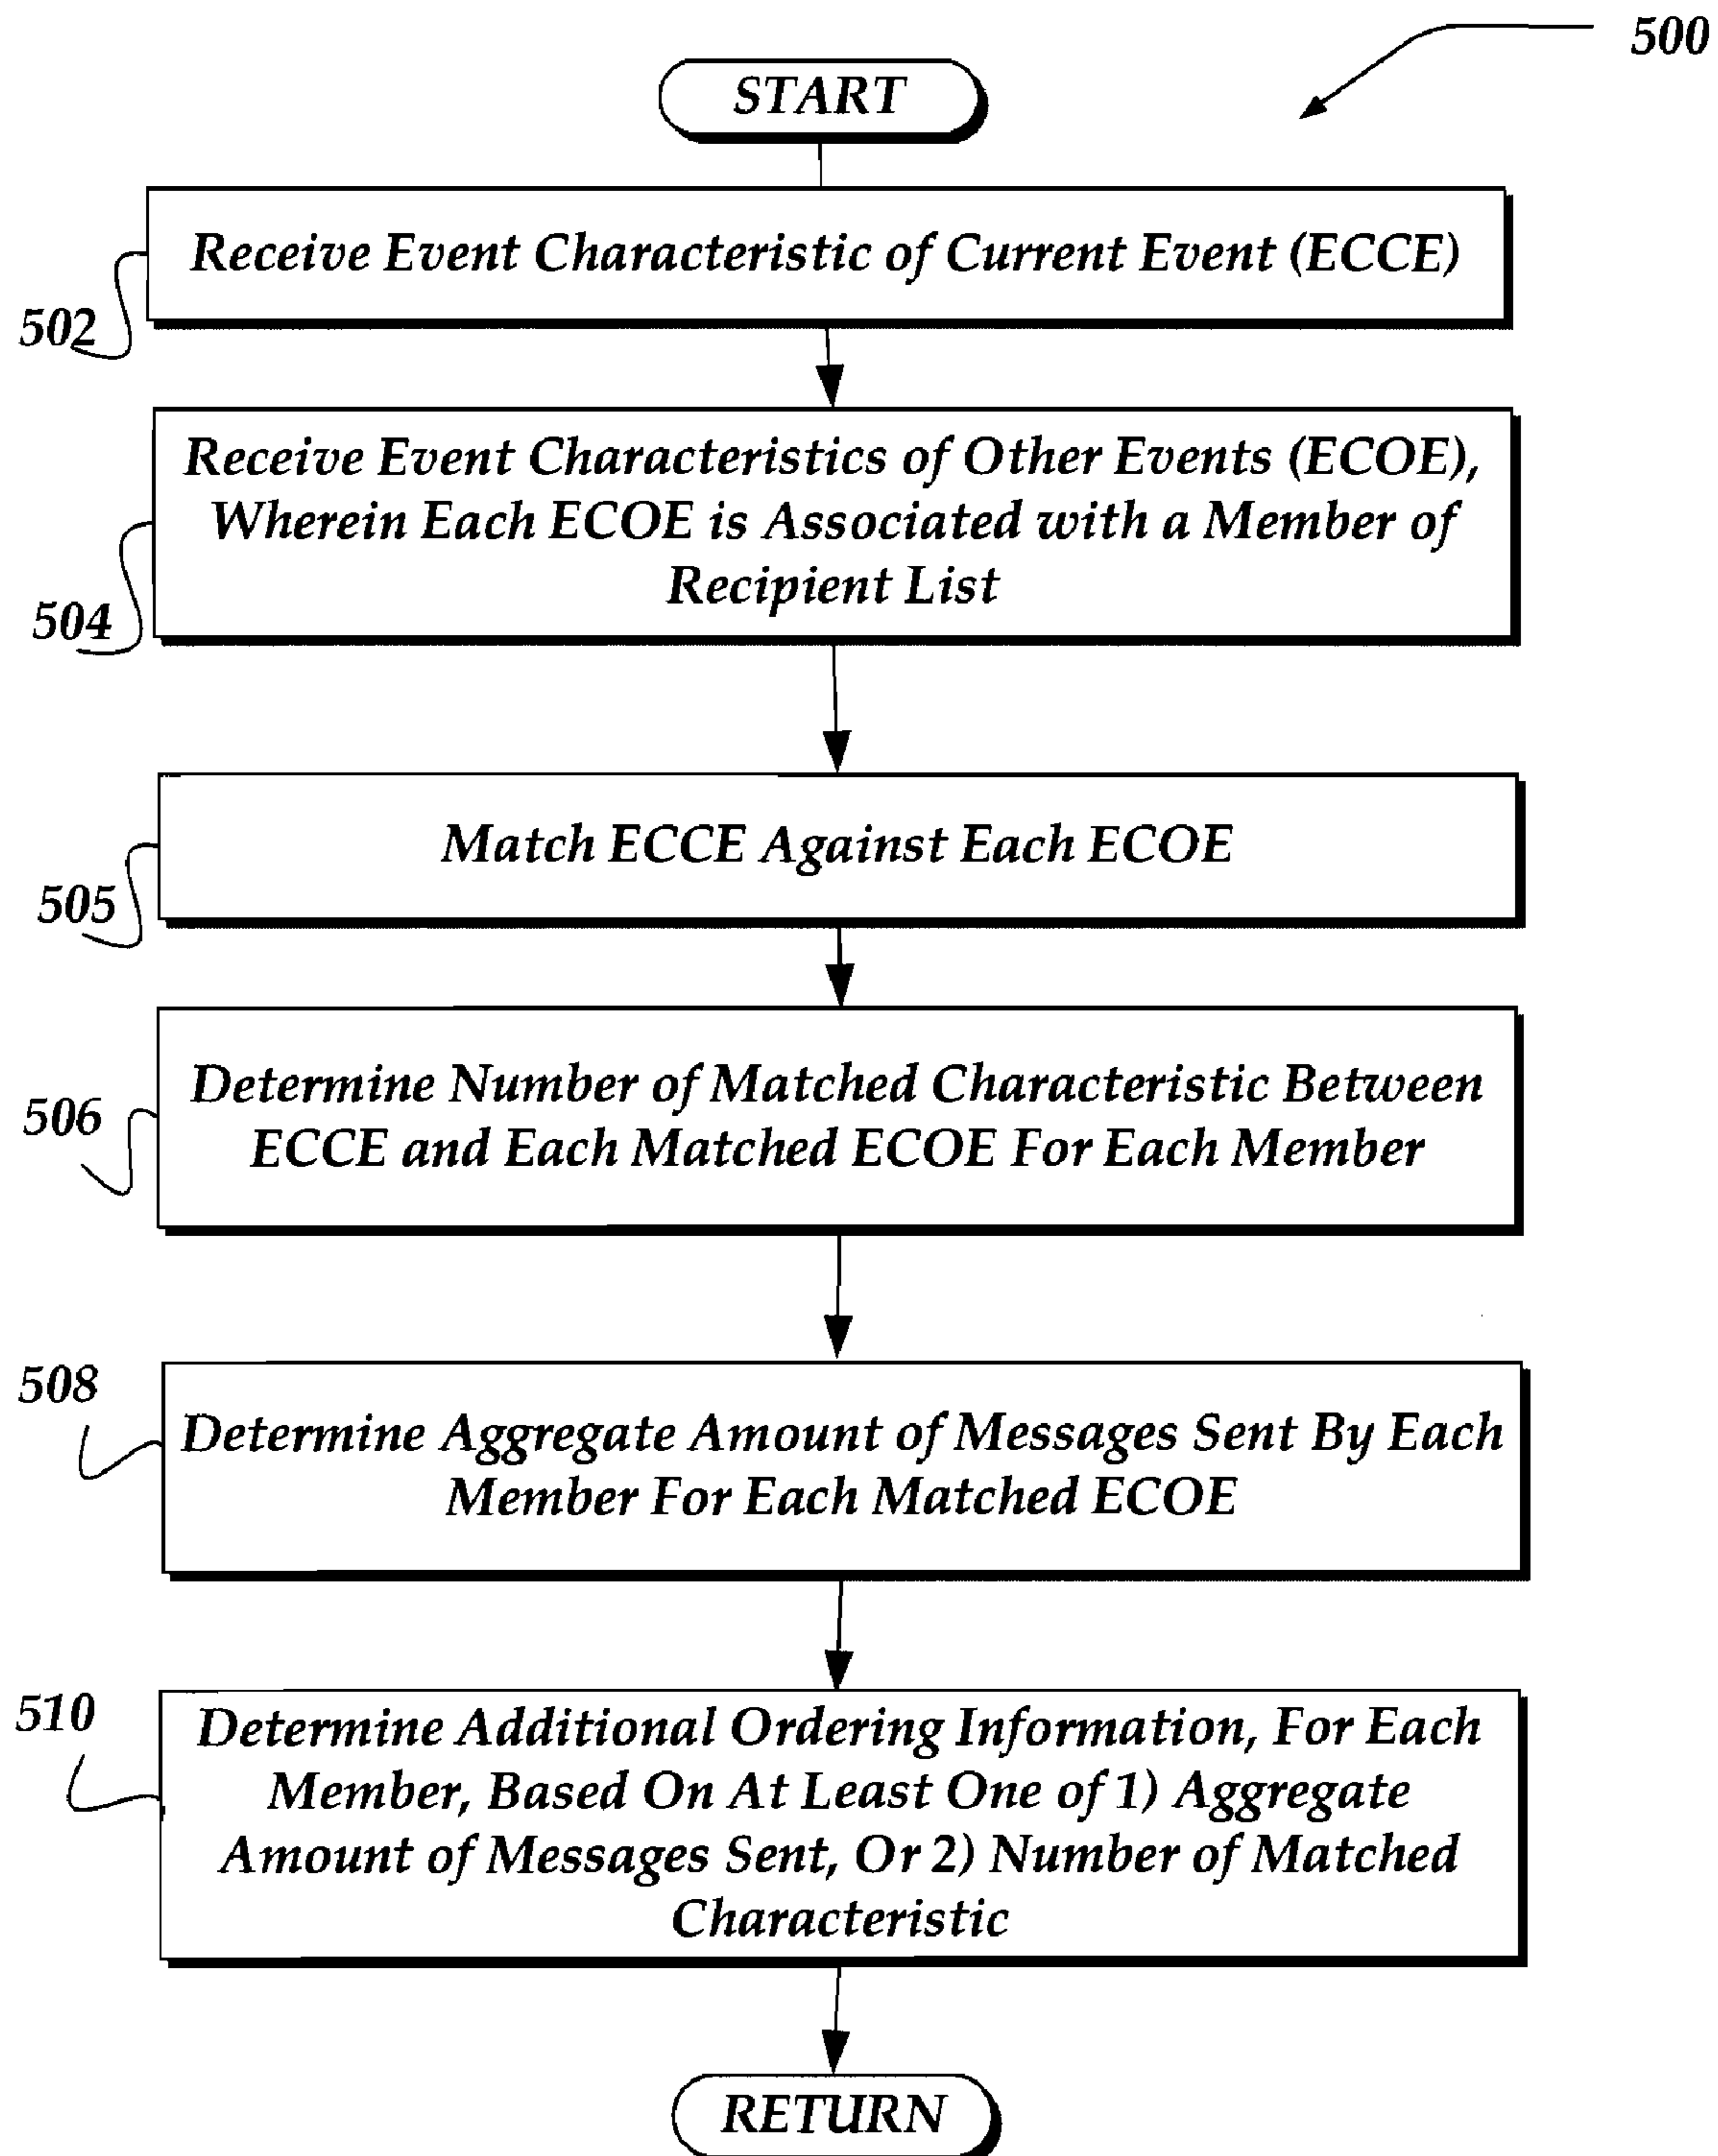 500
START
Receive Event Characteristic of Current Event (ECCE)
502
Receive Event Characteristics of Other Events (ECOE),
Wherein Each ECOE is Associated with a Member of
Recipient List
504
Match ECCE Against Each ECOE
505
Determine Number of Matched Characteristic Between
ECCE and Each Matched ECOE For Each Member
506
508
Determine Aggregate Amount of Messages Sent By Each
Member For Each Matched ECOE
510
Determine Additional Ordering Information, For Each
Member, Based On At Least One of 1) Aggregate
Amount of Messages Sent, Or 2) Number of Matched
Characteristic
RETURN